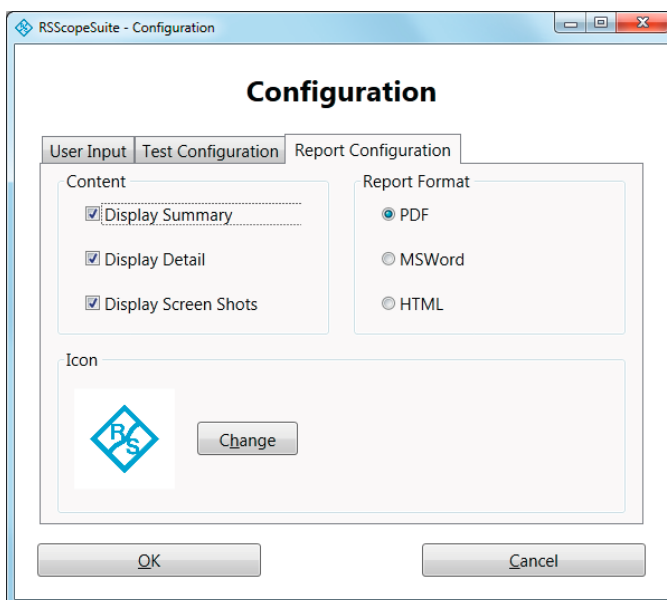 RSScopeSuite - Configuration
Configuration
User Input
Test Configuration
Report Configuration
Content
Display Summary
Display Detail
Display Screen Shots
Report Format
PDF
MSWord
HTML
Icon
R S
Change
OK
Cancel